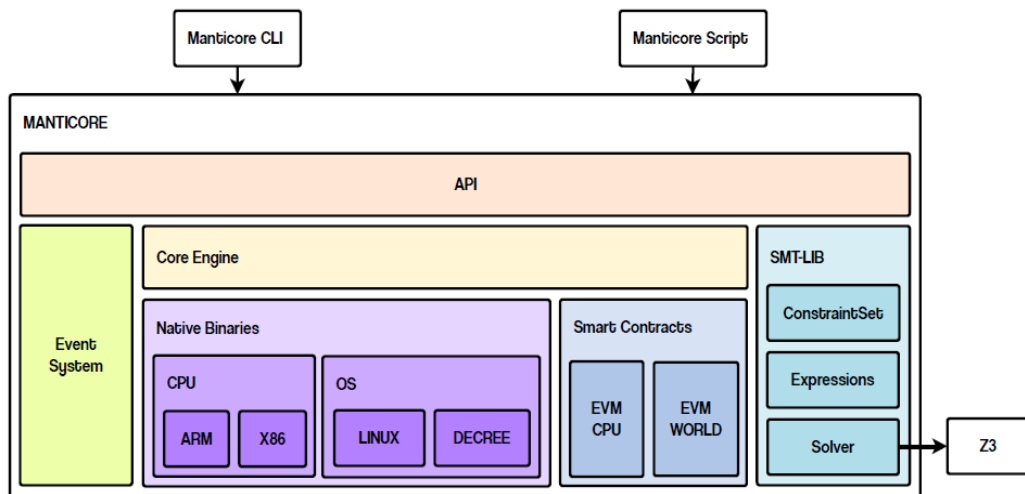 Manticore CLI
Manticore Script
MANTICORE
API
Event
System
Core Engine
Native Binaries
CPU
ARM
X86
OS
LINUX
DECREE
Smart Contracts
EVM
CPU
EVM
WORLD
SMT-LIB
ConstraintSet
Expressions
Solver
Z3